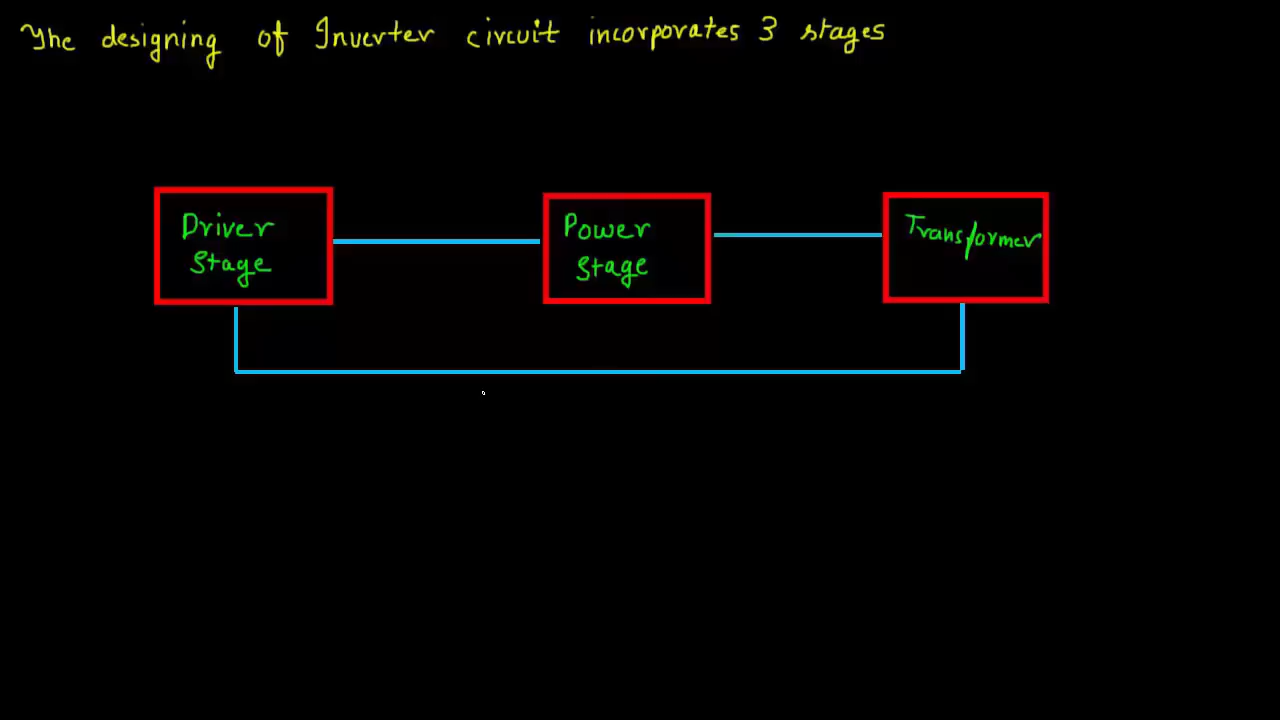 The designing of Inverter circuit incorporates 3 stages
Driver
Stage
Power
Stage
Transformer